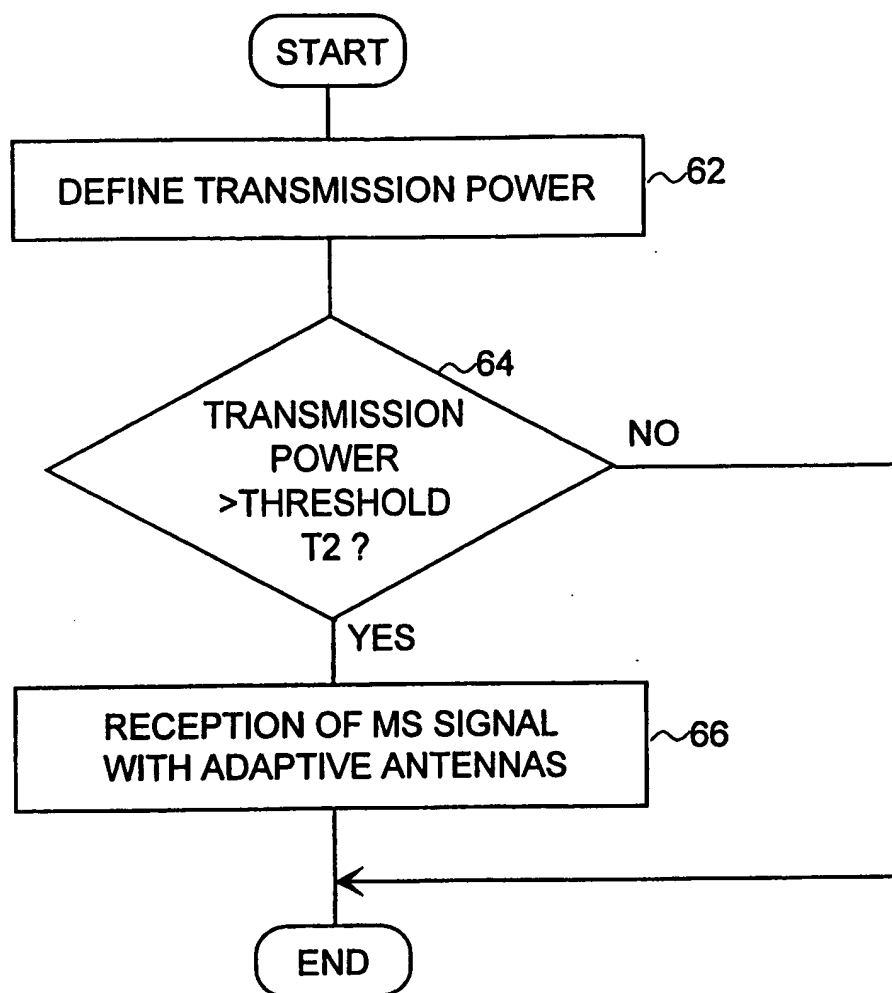 START
DEFINE TRANSMISSION POWER
62
64
TRANSMISSION
POWER
>THRESHOLD
T2 ?
NO
YES
RECEPTION OF MS SIGNAL
WITH ADAPTIVE ANTENNAS
66
END